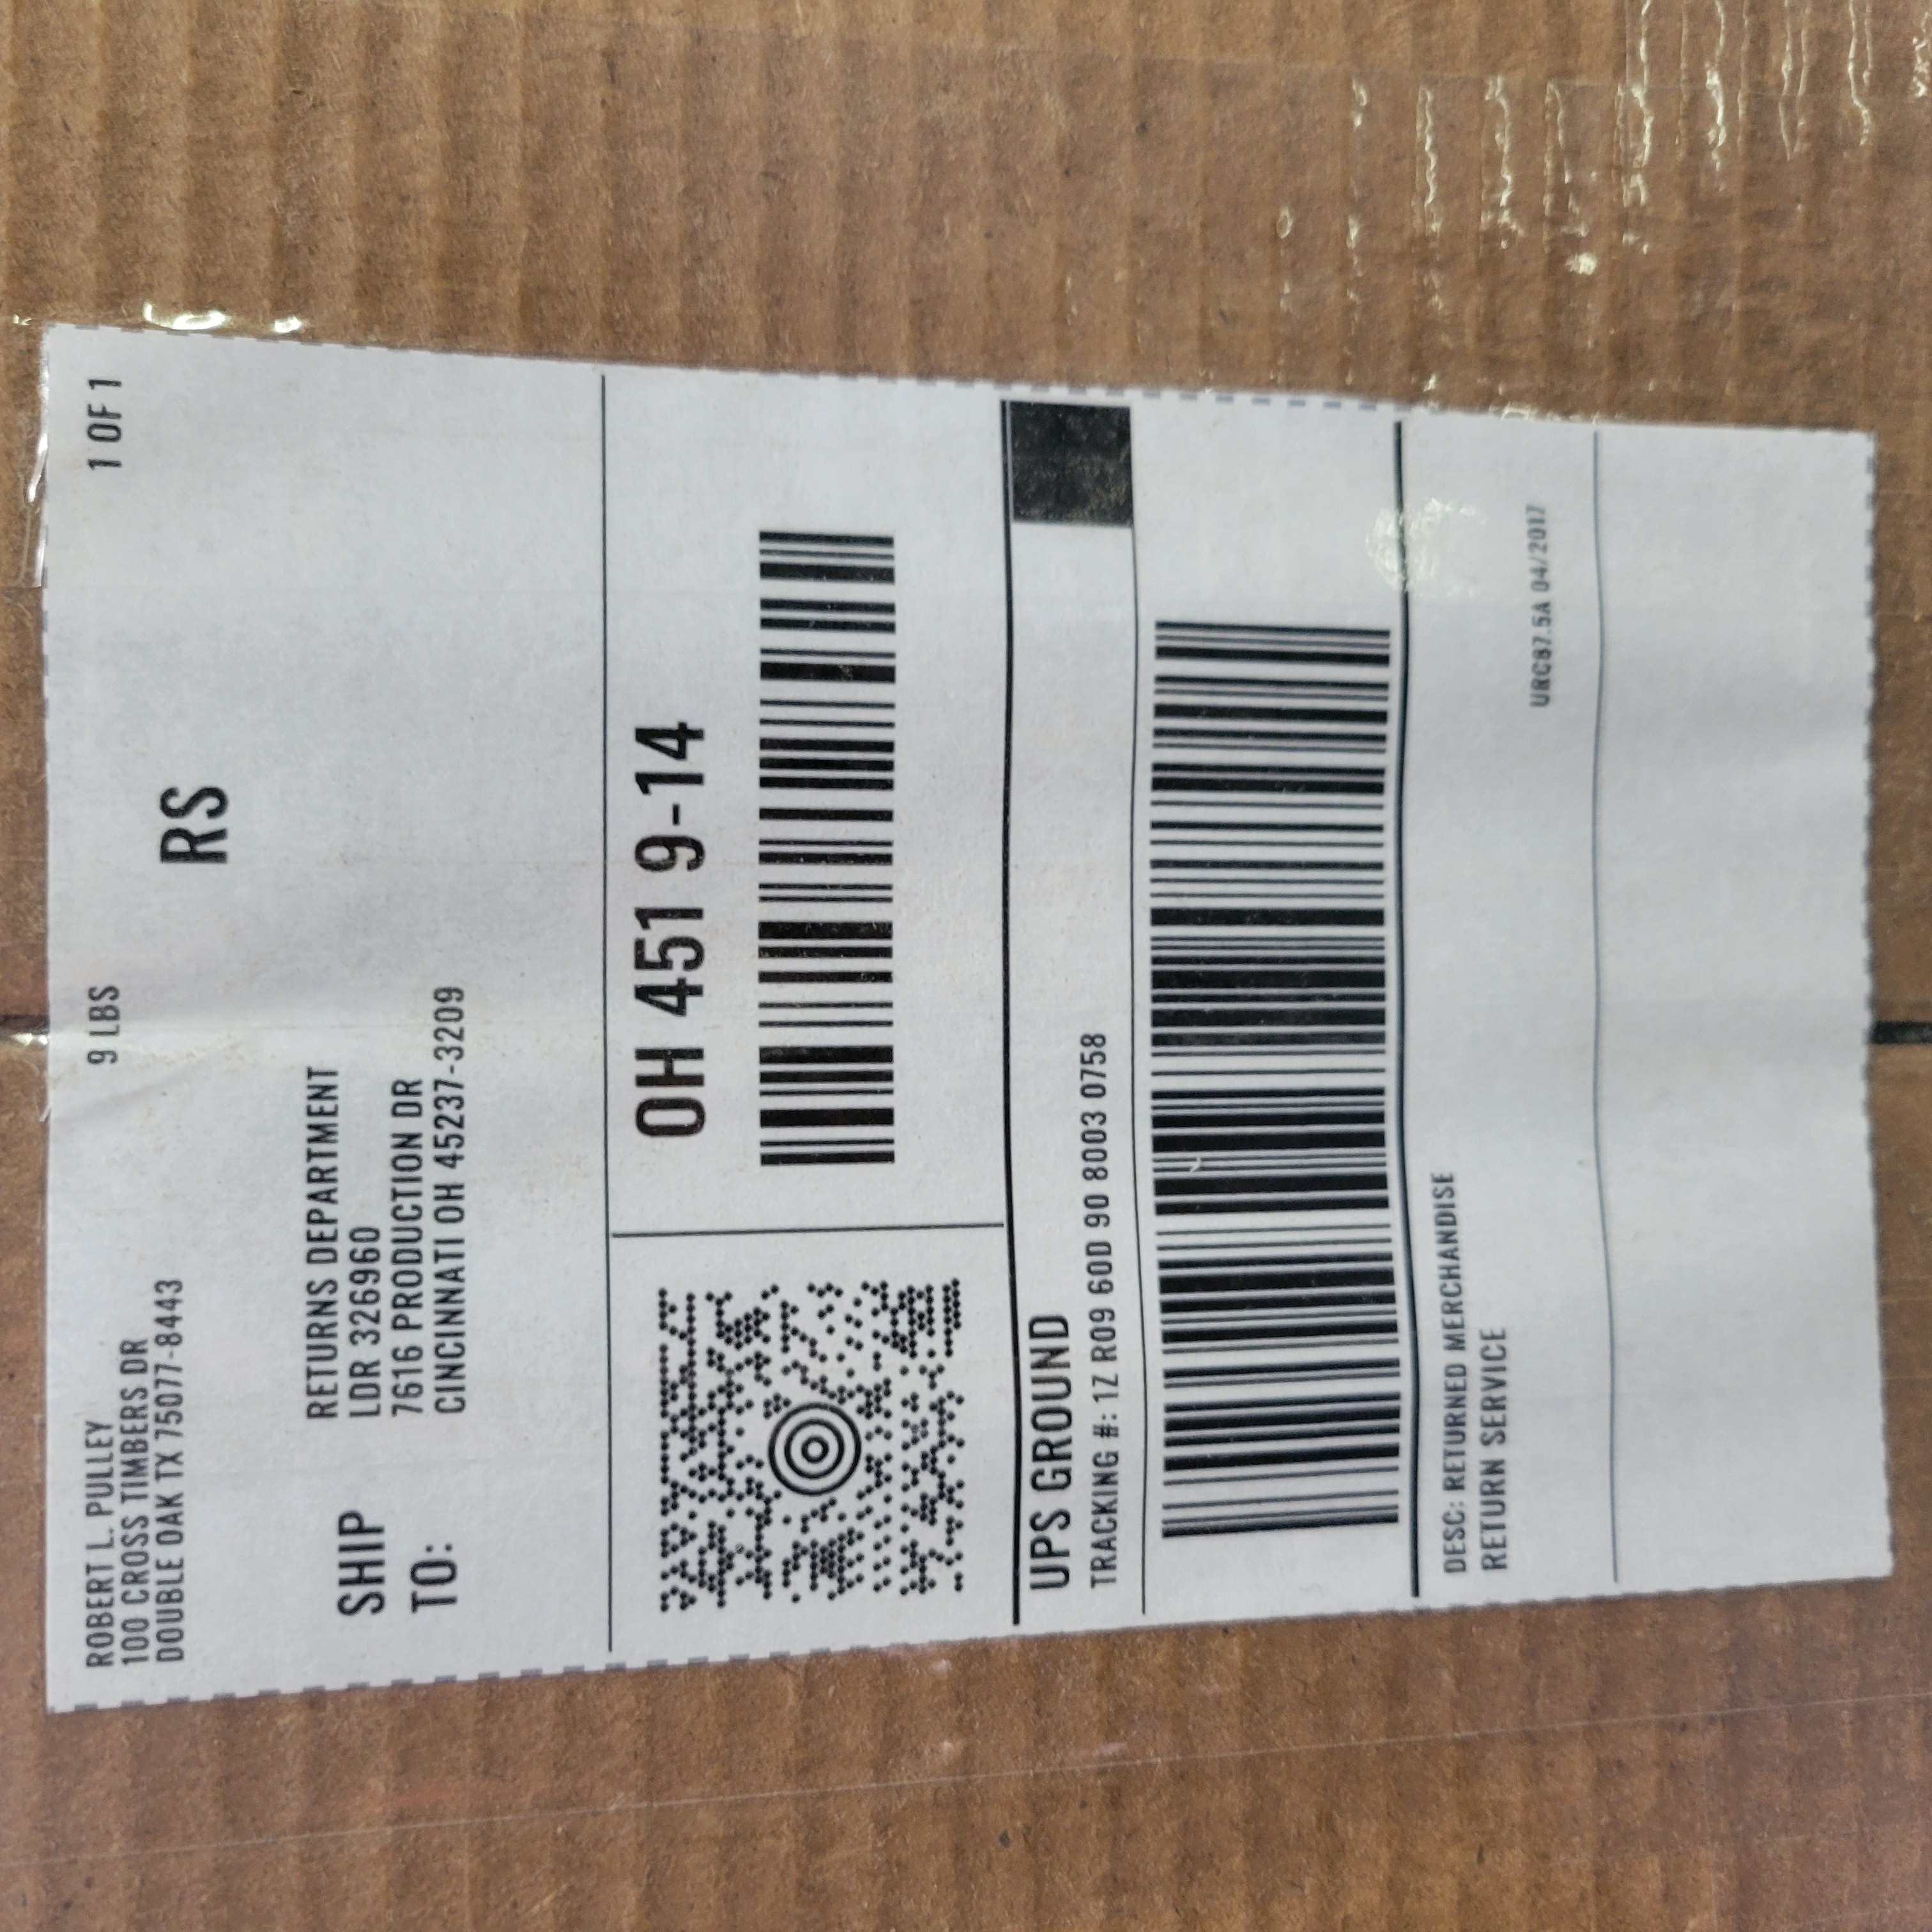 ROBERT L. PULLEY
100 CROSS TIMBERS DR
DOUBLE OAK TX 75077-8443
9 LBS
1 OF 1
RS
SHIP
TO:
RETURNS DEPARTMENT
LDR 326960
7616 PRODUCTION DR
CINCINNATI OH 45237-3209
OH 451 9-14
UPS GROUND
TRACKING #: 1Z R09 60D 90 8003 0758
DESC: RETURNED MERCHANDISE
RETURN SERVICE
URC87.5A 04/2017